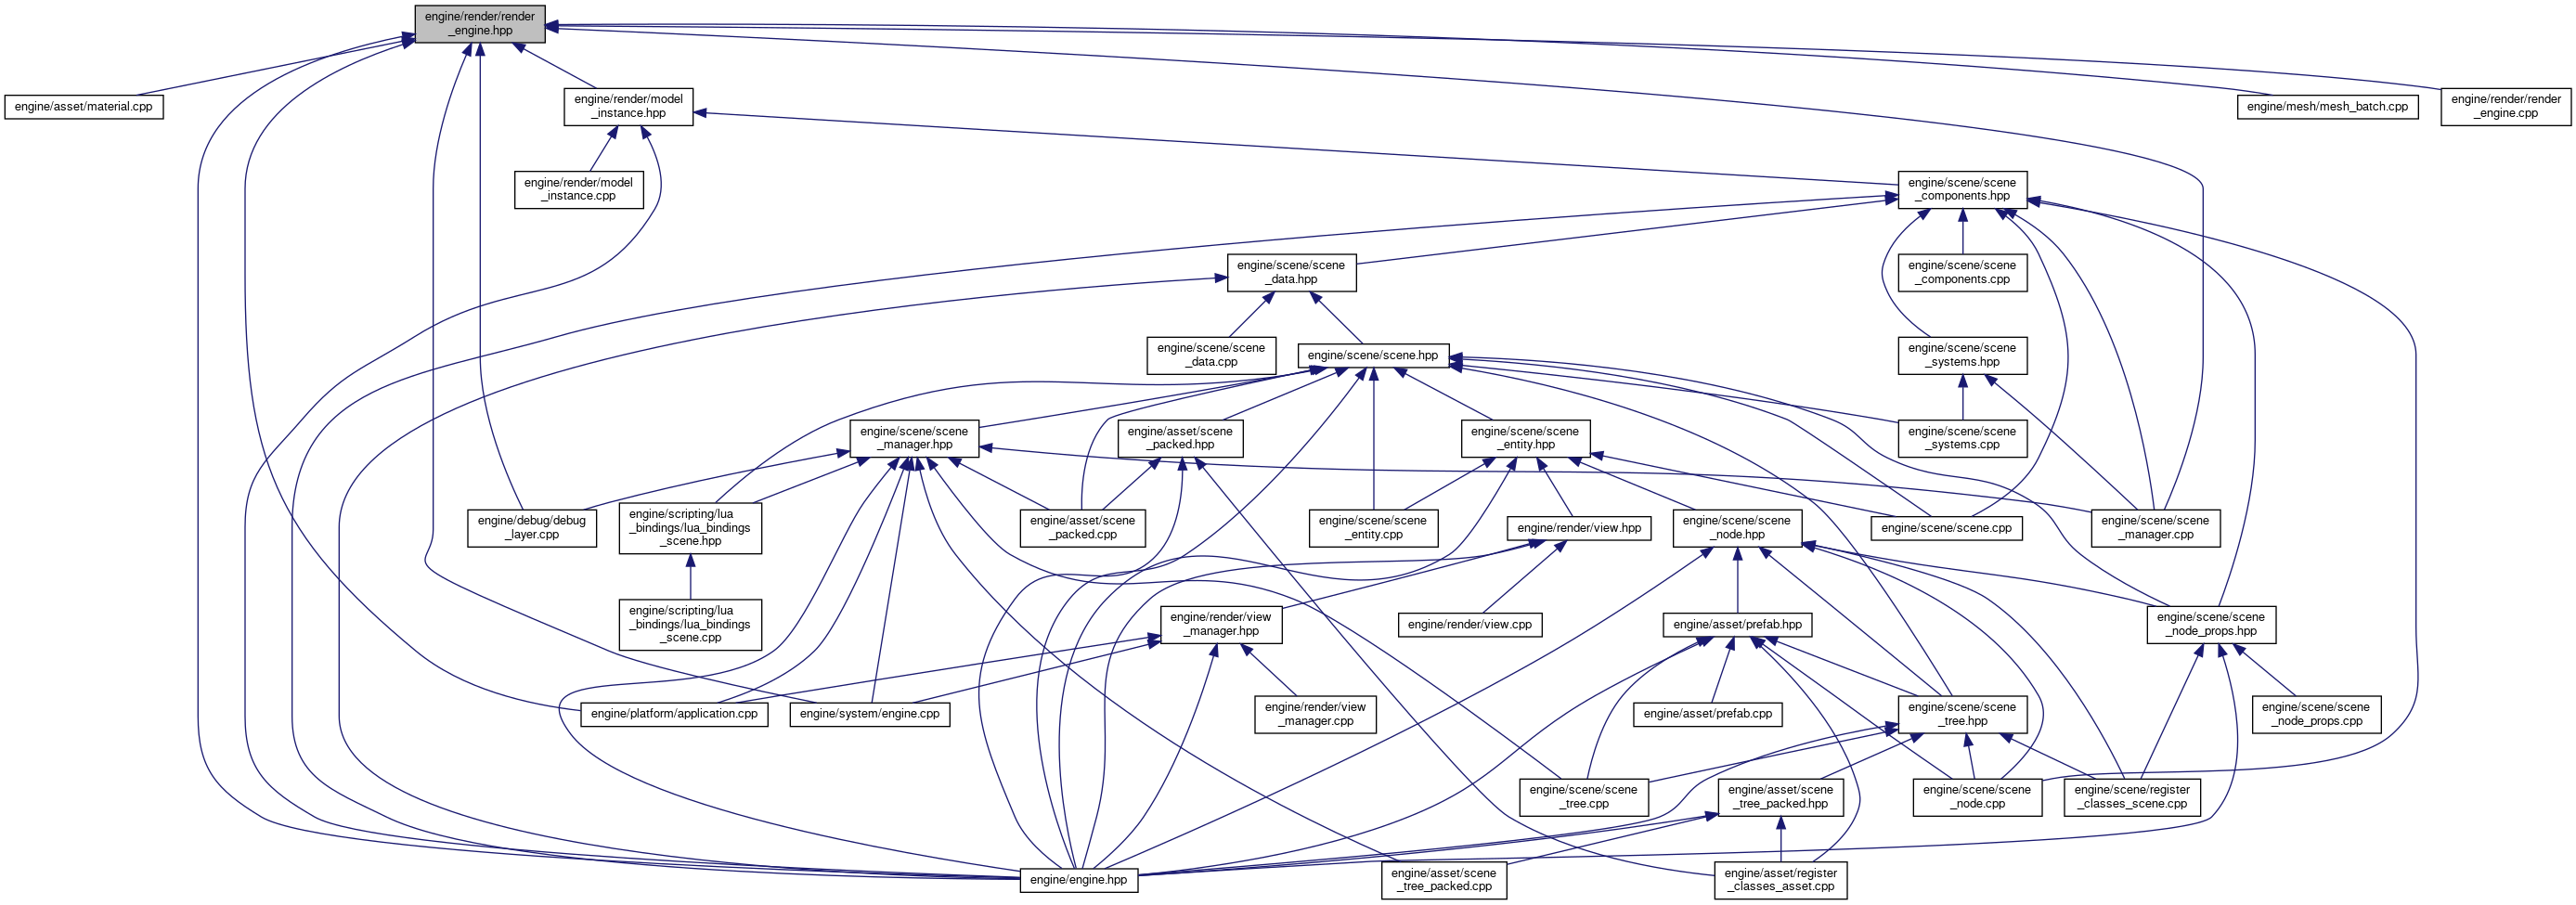 engine/render/render
_engine.hpp
engine/asset/material.cpp
engine/render/model
_instance.hpp
engine/mesh/mesh_batch.cpp
engine/render/render
_engine.cpp
engine/render/model
_instance.cpp
engine/scene/scene
_components.hpp
engine/scene/scene
_data.hpp
engine/scene/scene
_components.cpp
engine/scene/scene
_data.cpp
engine/scene/scene.hpp
engine/scene/scene
_systems.hpp
engine/scene/scene
_manager.hpp
engine/asset/scene
_packed.hpp
engine/scene/scene
_entity.hpp
engine/scene/scene
_systems.cpp
engine/debug/debug
_layer.cpp
engine/scripting/lua
_bindings/lua_bindings
_scene.hpp
engine/asset/scene
_packed.cpp
engine/scene/scene
_entity.cpp
engine/render/view.hpp
engine/scene/scene
_node.hpp
engine/scene/scene.cpp
engine/scene/scene
_manager.cpp
engine/scripting/lua
_bindings/lua_bindings
_scene.cpp
engine/render/view
_manager.hpp
engine/render/view.cpp
engine/asset/prefab.hpp
engine/scene/scene
_node_props.hpp
engine/platform/application.cpp
engine/system/engine.cpp
engine/render/view
_manager.cpp
engine/asset/prefab.cpp
engine/scene/scene
_tree.hpp
engine/scene/scene
_node_props.cpp
engine/scene/scene
_tree.cpp
engine/asset/scene
_tree_packed.hpp
engine/scene/scene
_node.cpp
engine/scene/register
_classes_scene.cpp
engine/engine.hpp
engine/asset/scene
_tree_packed.cpp
engine/asset/register
_classes_asset.cpp